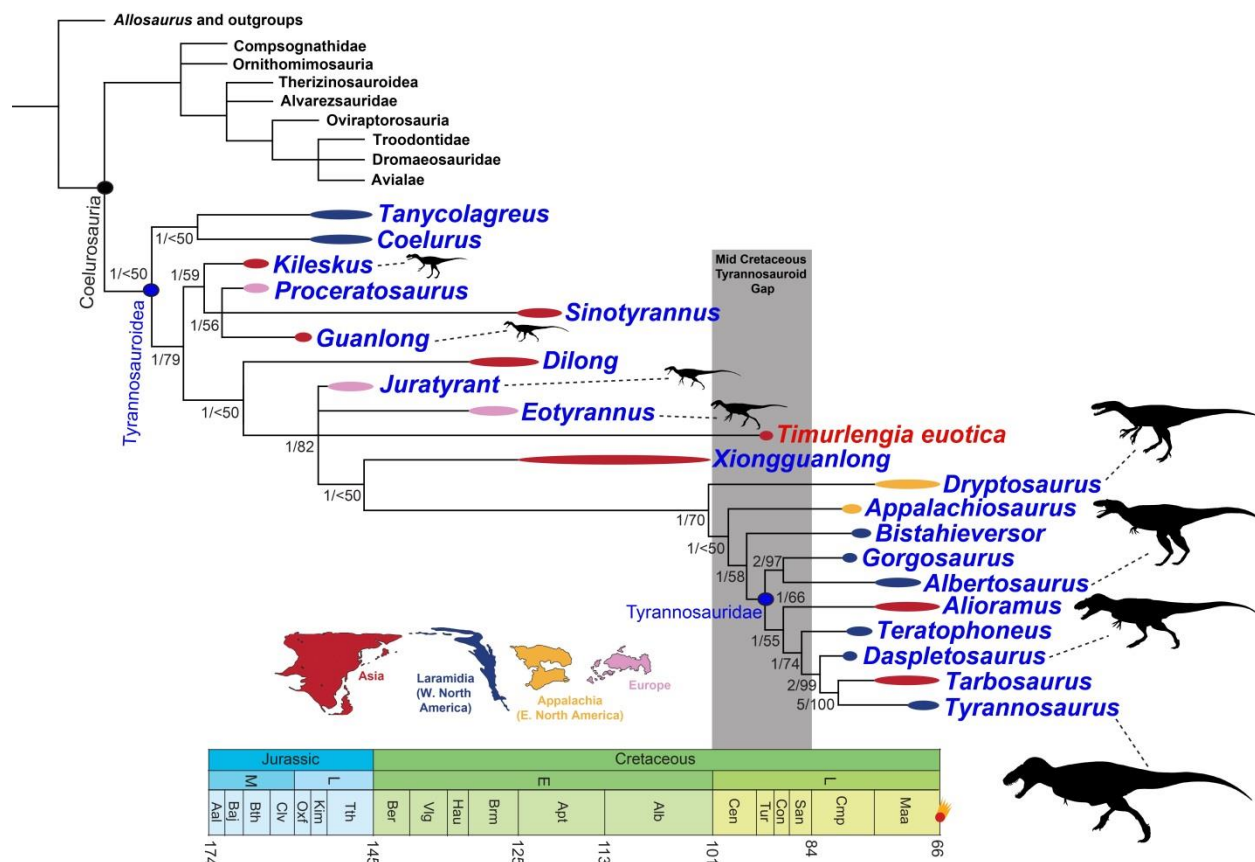 Allosaurus and outgroups
Compsognathidae
Ornithomimosauria
Therizinosauroidea
Alvarezsauridae
Oviraptorosauria
Troodontidae
Dromaeosauridae
Avialae
Coelurosauria
Tyrannosauroidea
1/<50
1/<50
Tanycolagreus
Coelurus
1/79
1/59
Kileskus
1/56
Proceratosaurus
Sinotyrannus
Guanlong
1/<50
Dilong
1/82
Juratyrant
Eotyrannus
Timurlengia euotica
1/<50
Xiongguanlong
Mid Cretaceous
Tyrannosauroid
Gap
1/70
Dryptosaurus
1/<50
Appalachiosaurus
1/58
Bistahieversor
2/97
Gorgosaurus
1/66
Albertosaurus
Tyrannosauridae
1/55
Alioramus
1/74
Teratophoneus
2/99
Daspletosaurus
5/100
Tarbosaurus
Tyrannosaurus
Asia
Laramidia
(W. North
America)
Appalachia
(E. North America)
Europe
Jurassic
Cretaceous
M
L
E
L
Aal
Baj
Bth
Clv
Oxf
Kim
Tth
Ber
Vlg
Hau
Brm
Apt
Alb
Cen
Tur
Con
San
Cmp
Maa
174
145
125
113
101
84
66